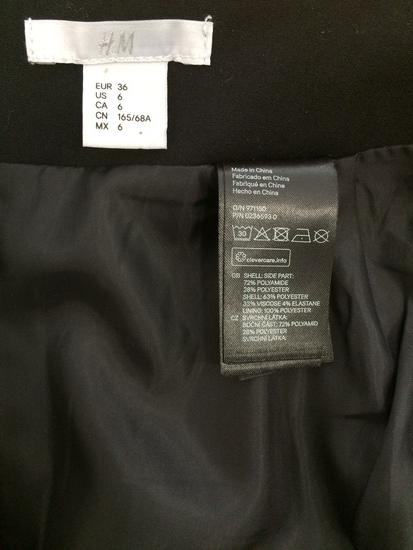 H&M
EUR 36
US 6
CA 6
CN 165/68A
MX 6
Made in China
Fabricado em China
Fabriqué en China
Hecho en China
O/N 971150
P/N 0236593 0
30
clevercare.info
GB SHELL: SIDE PART:
72% POLYAMIDE
28% POLYESTER
SHELL: 63% POLYESTER
33% VISCOSE 4% ELASTANE
LINING: 100% POLYESTER
CZ SVRCHNÍ LÁTKA:
BOČNÍ ČÁST: 72% POLYAMID
28% POLYESTER
SVRCHNÍ LÁTKA: